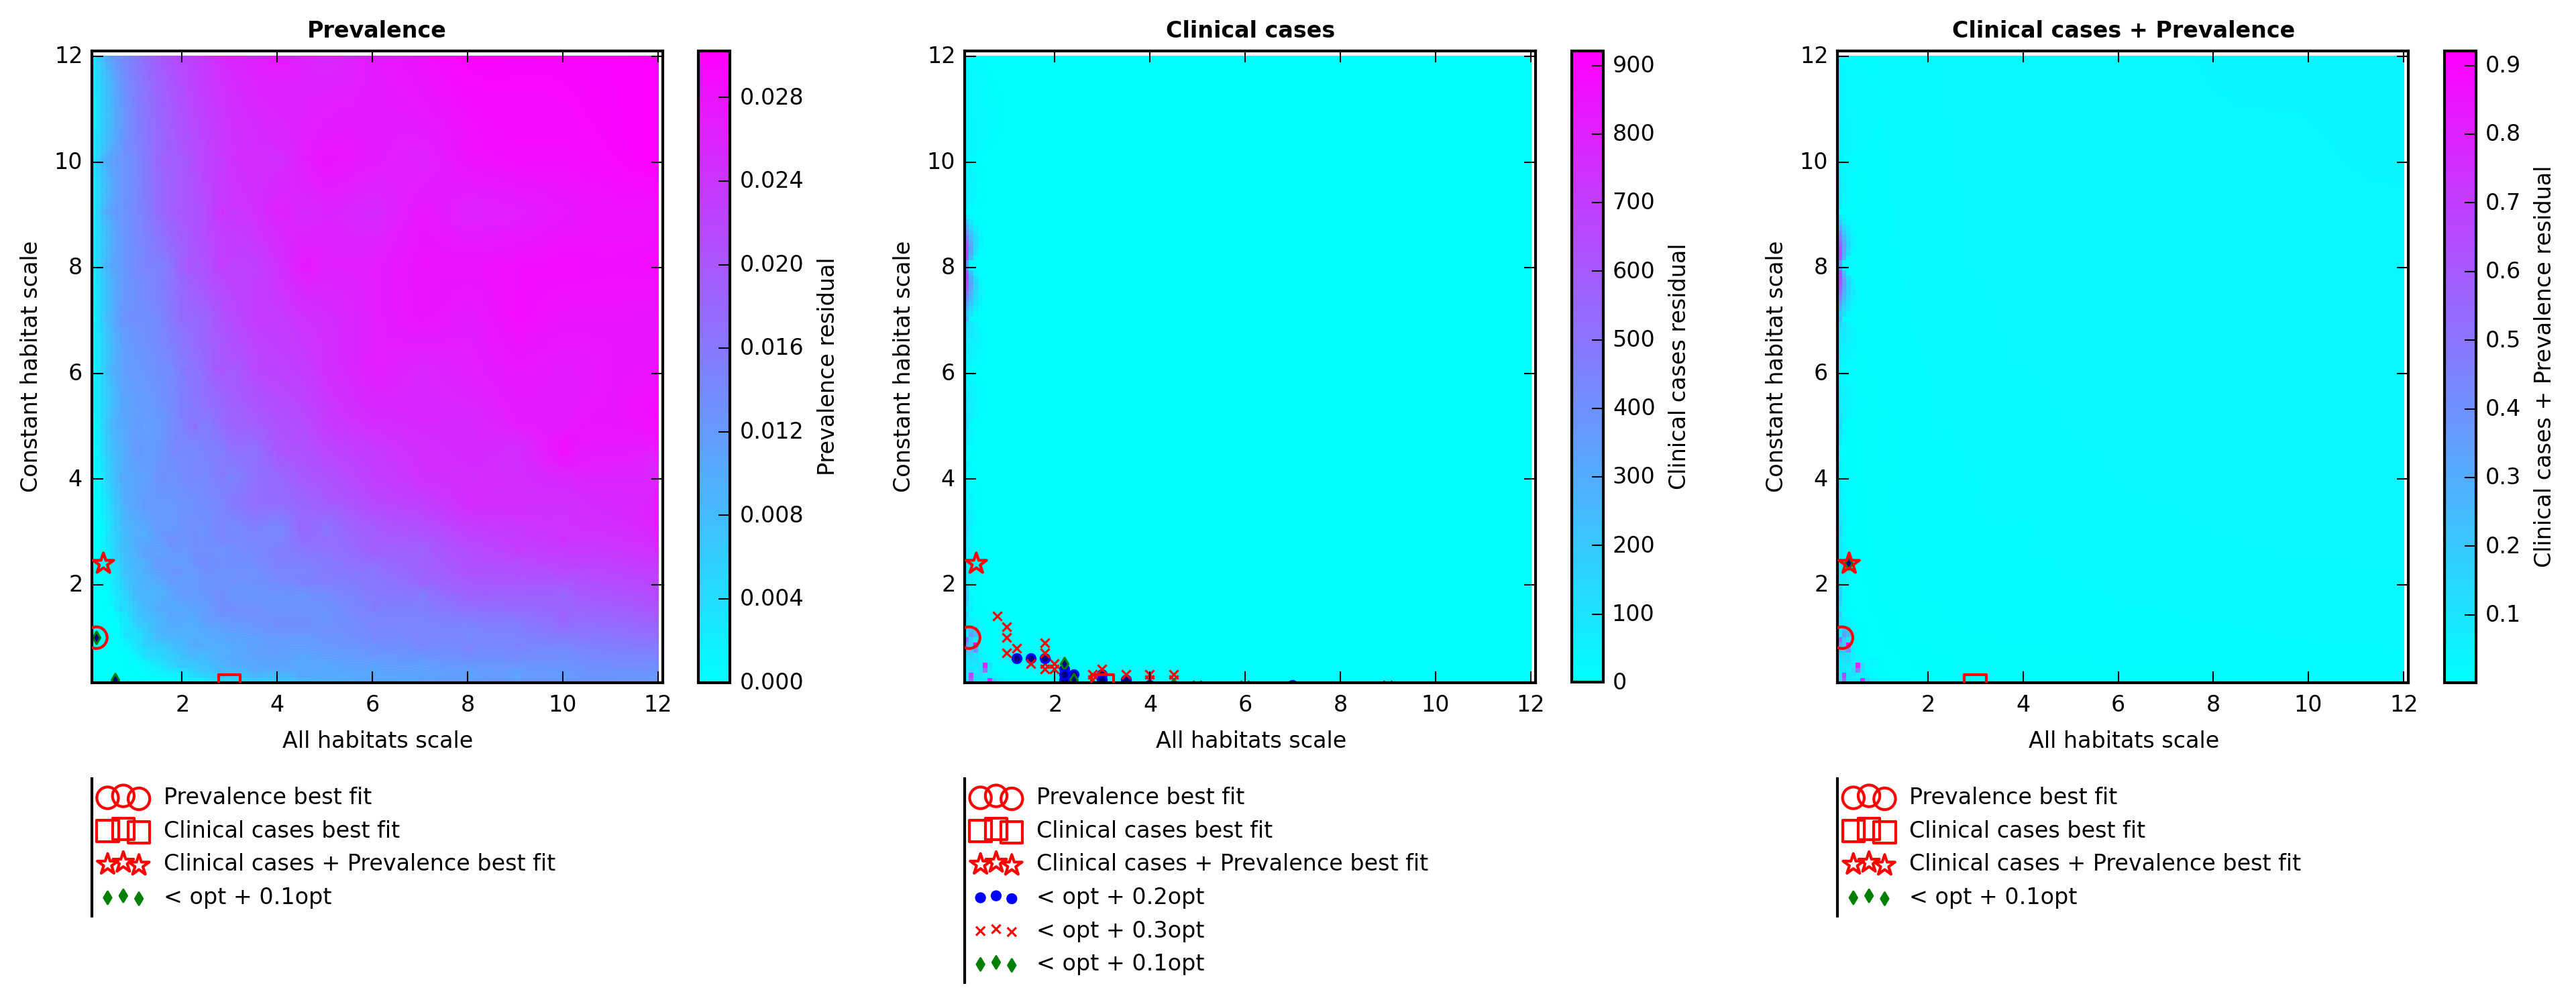 Prevalence
12
10
8
6
4
2
2
4
6
8
10
12
Constant habitat scale
All habitats scale
0.028
0.024
0.020
0.016
0.012
0.008
0.004
0.000
Prevalence residual
Prevalence best fit
Clinical cases best fit
Clinical cases + Prevalence best fit
< opt + 0.1opt
Clinical cases
12
10
8
6
4
2
2
4
6
8
10
12
Constant habitat scale
All habitats scale
900
800
700
600
500
400
300
200
100
0
Clinical cases residual
Prevalence best fit
Clinical cases best fit
Clinical cases + Prevalence best fit
< opt + 0.2opt
< opt + 0.3opt
< opt + 0.1opt
Clinical cases + Prevalence
12
10
8
6
4
2
2
4
6
8
10
12
Constant habitat scale
All habitats scale
0.9
0.8
0.7
0.6
0.5
0.4
0.3
0.2
0.1
Clinical cases + Prevalence residual
Prevalence best fit
Clinical cases best fit
Clinical cases + Prevalence best fit
< opt + 0.1opt